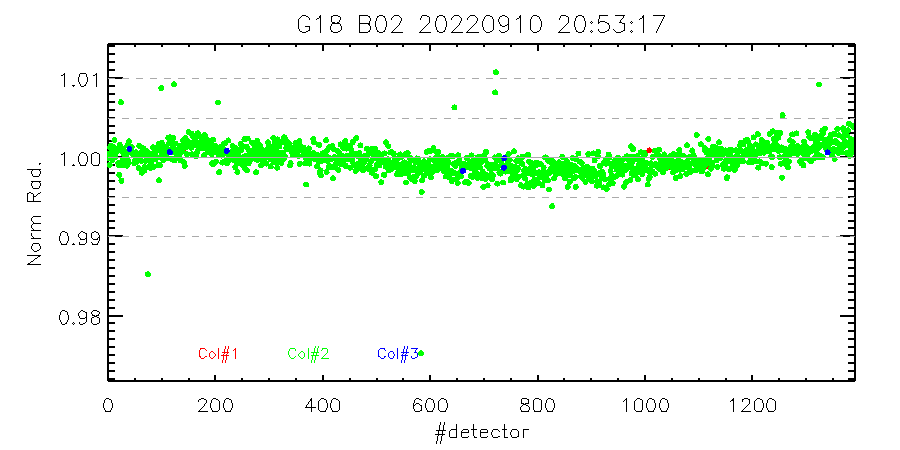 G18 B02 20220910 20:53:17
1.01
1.00
0.99
0.98
Norm Rad.
Col#1 Col#2 Col#3
0 200 400 600 800 1000 1200
#detector